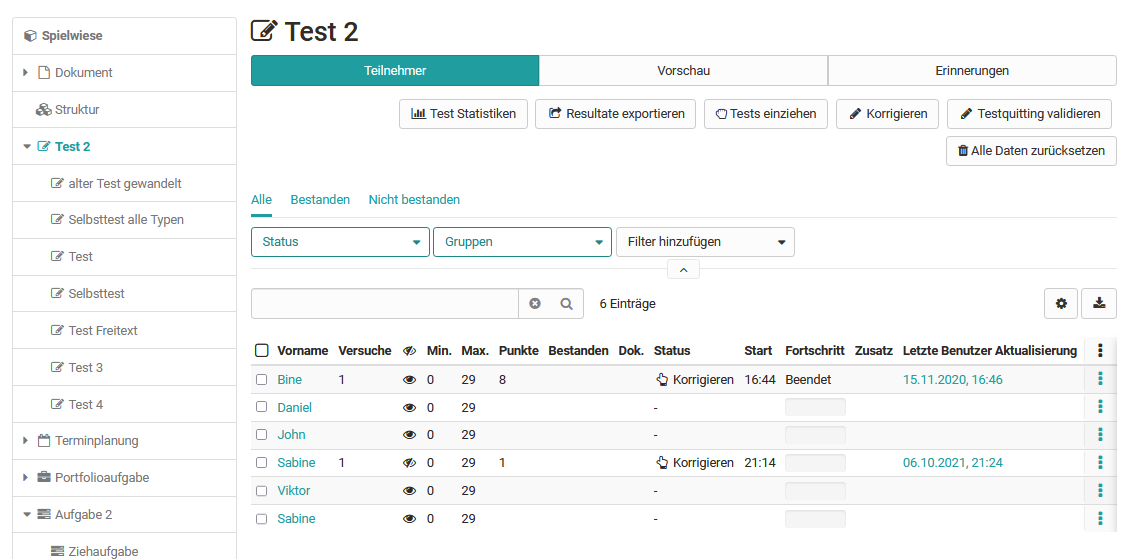 Spielwiese
Dokument
Struktur
Test 2
alter Test gewandelt
Selbsttest alle Typen
Test
Selbsttest
Test Freitext
Test 3
Test 4
Terminplanung
Portfolioaufgabe
Aufgabe 2
Ziehaufgabe
Test 2
Teilnehmer Vorschau Erinnerungen
Test Statistiken Resultate exportieren Tests einziehen Korrigieren Testquitting validieren
Alle Daten zurücksetzen
Alle Bestanden Nicht bestanden
Status Gruppen Filter hinzufügen
6 Einträge
Vorname Versuche Min. Max. Punkte Bestanden Dok. Status Start Fortschritt Zusatz Letzte Benutzer Aktualisierung
Bine 1 0 29 8 Korrigieren 16:44 Beendet 15.11.2020, 16:46
Daniel 0 29 -
John 0 29 -
Sabine 1 0 29 1 Korrigieren 21:14 06.10.2021, 21:24
Viktor 0 29 -
Sabine 0 29 -